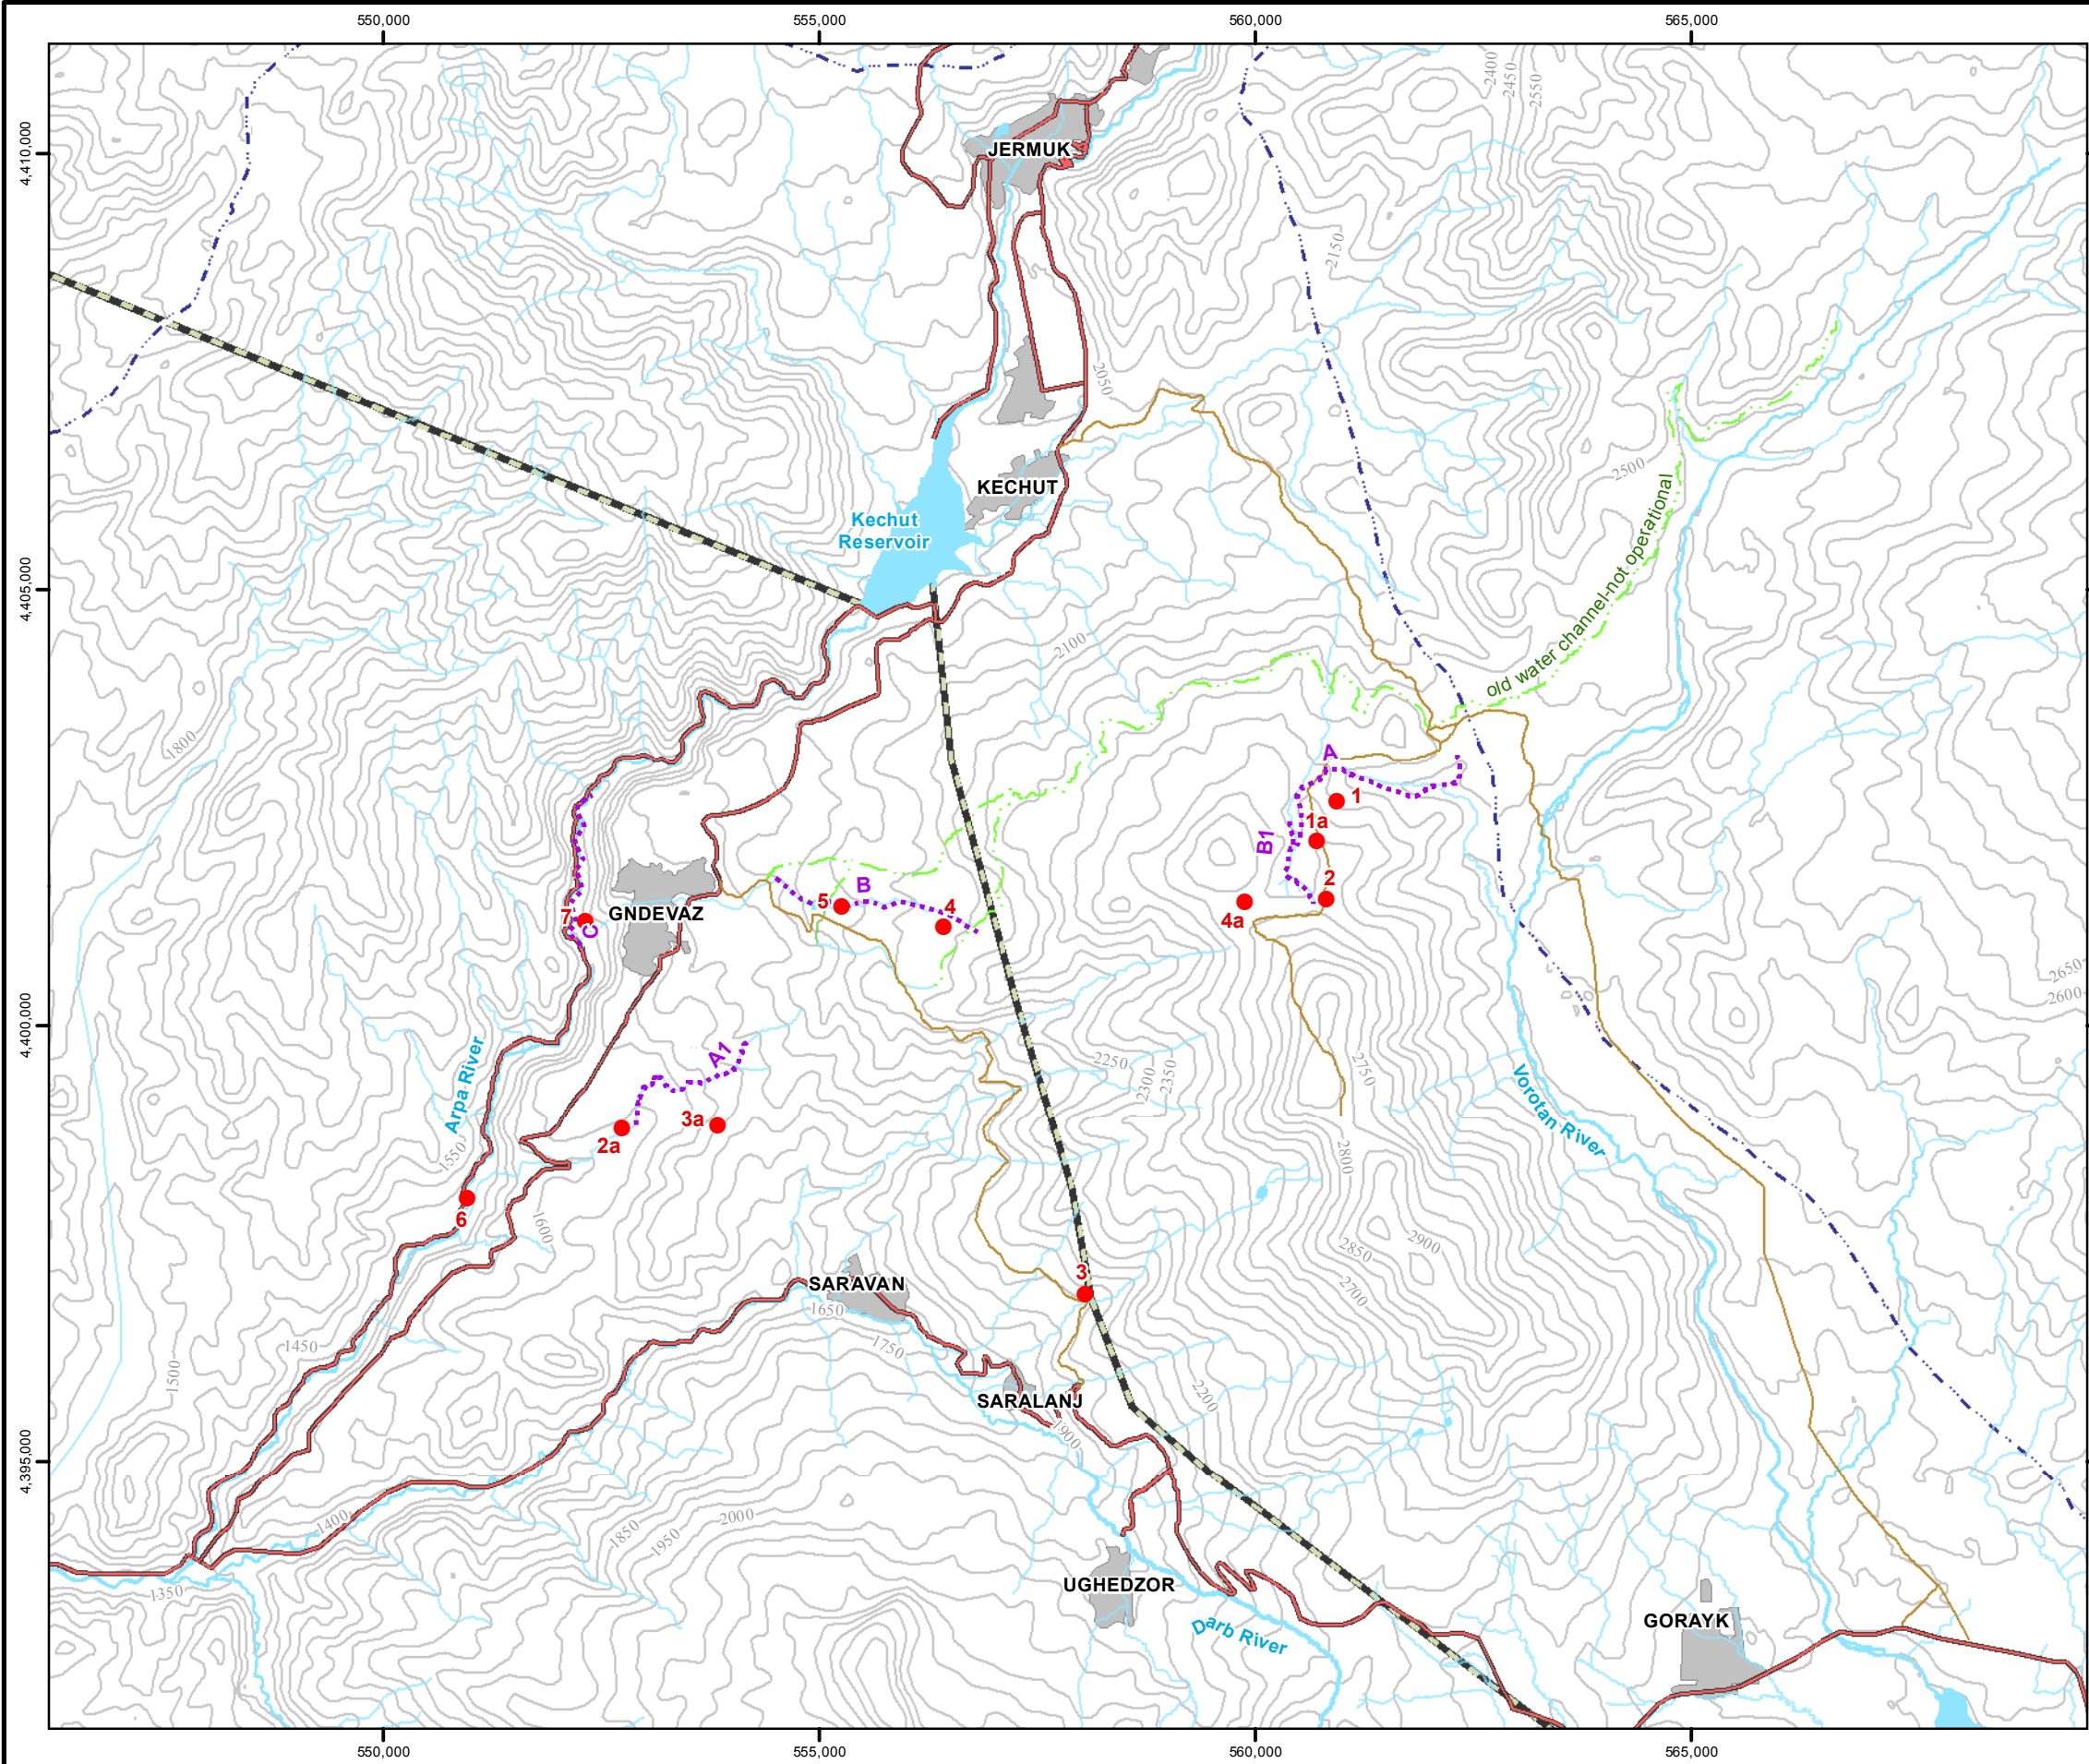 550,000
555,000
560,000
565,000
2400
2450
2550
4,410,000
JERMUK
2150
2050
2500
KECHUT
Kechut
Reservoir
old water channel-not operational
4,405,000
2100
1800
A
1
1a
B1
2
B
5
4
4a
7
GNDEVAZ
C
2650
2600
4,400,000
A1
2250
2300
2350
2750
Arpa River
Vorotan River
3a
2a
1550
2800
6
1600
2850
2900
2700
3
SARAVAN
1650
1750
1450
1500
2200
SARALANJ
1900
4,395,000
1400
1850
1950
2000
1350
UGHEDZOR
Darb River
GORAYK
550,000
555,000
560,000
565,000